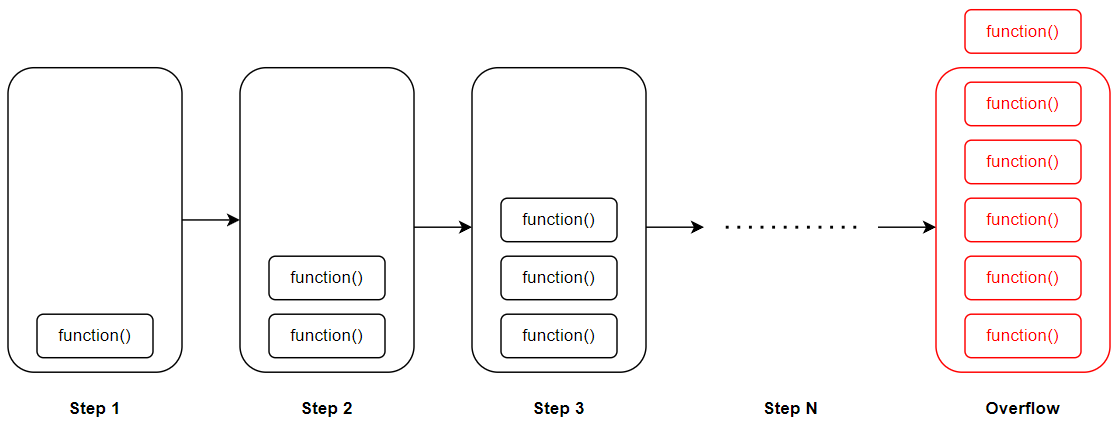 function()
function()
function()
function()
function()
function()
function()
function()
function()
function()
function()
function()
Step 1
Step 2
Step 3
Step N
Overflow